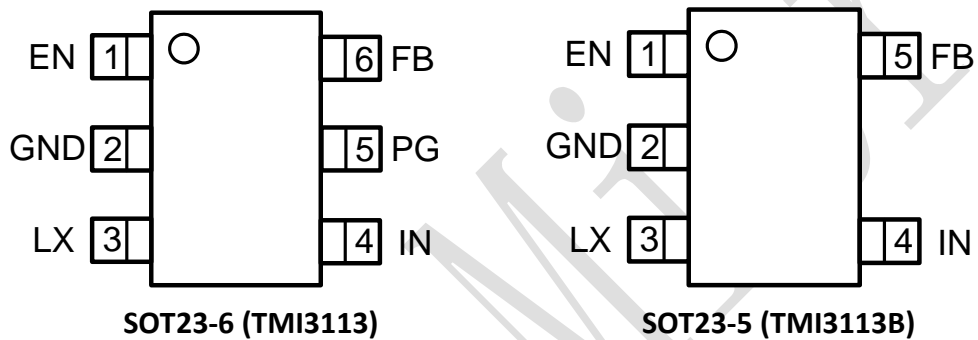 EN 1 6 FB
GND 2 5 PG
LX 3 4 IN
SOT23-6 (TMI3113)
EN 1 5 FB
GND 2
LX 3 4 IN
SOT23-5 (TMI3113B)